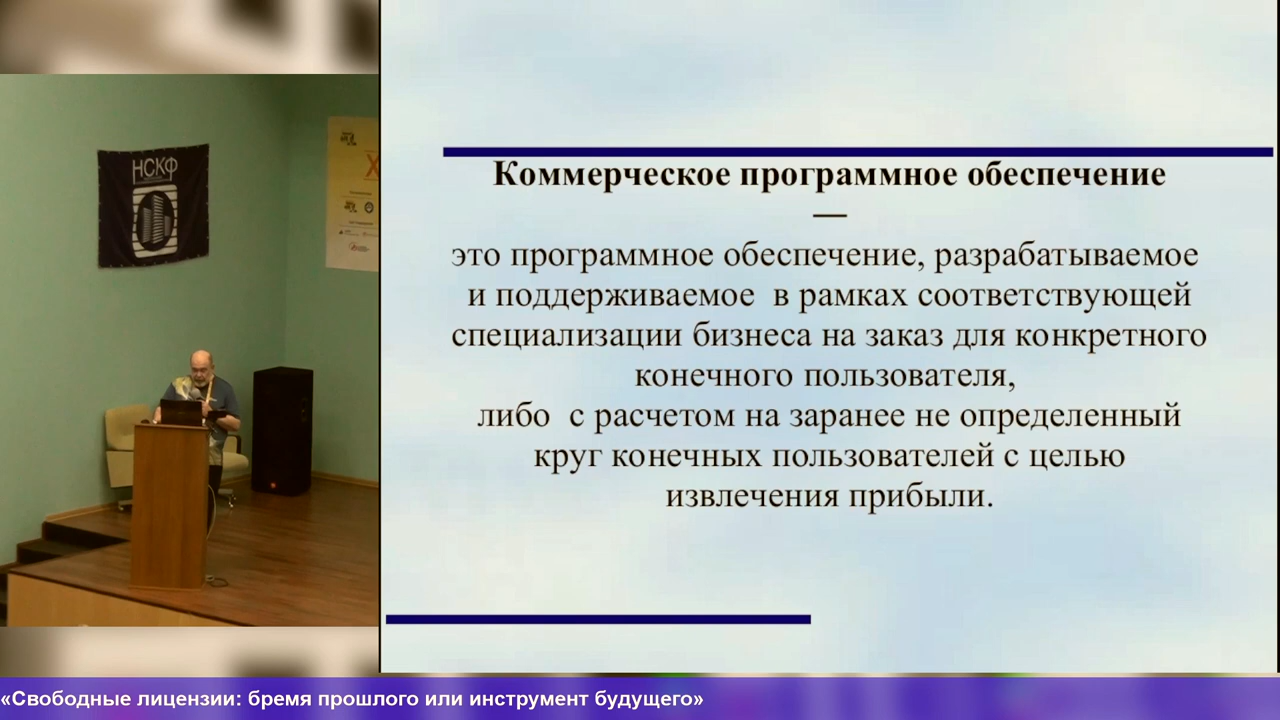 НСКФ
X
Коммерческое программное обеспечение
—
это программное обеспечение, разрабатываемое
и поддерживаемое в рамках соответствующей
специализации бизнеса на заказ для конкретного
конечного пользователя,
либо с расчетом на заранее не определенный
круг конечных пользователей с целью
извлечения прибыли.
«Свободные лицензии: бремя прошлого или инструмент будущего»